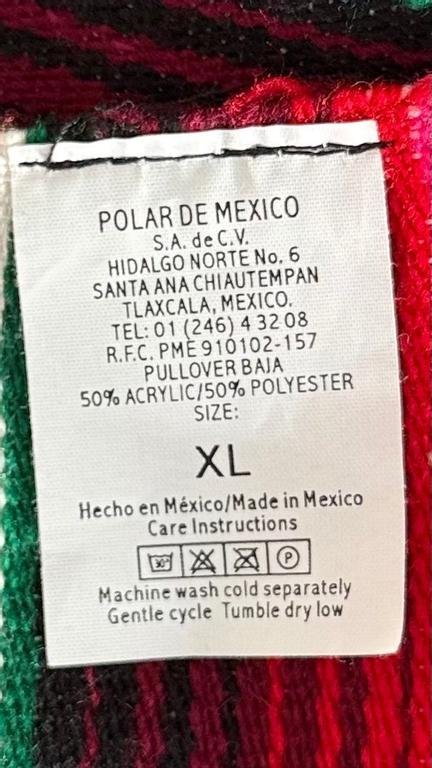 POLAR DE MEXICO
S.A. de C.V.
HIDALGO NORTE No. 6
SANTA ANA CHIAUTEMPAN
TLAXCALA, MEXICO.
TEL: 01 (246) 4 32 08
R.F.C. PME 910102-157
PULLOVER BAJA
50% ACRYLIC/50% POLYESTER
SIZE:
XL
Hecho en México/Made in Mexico
Care Instructions
30° P
Machine wash cold separately
Gentle cycle Tumble dry low